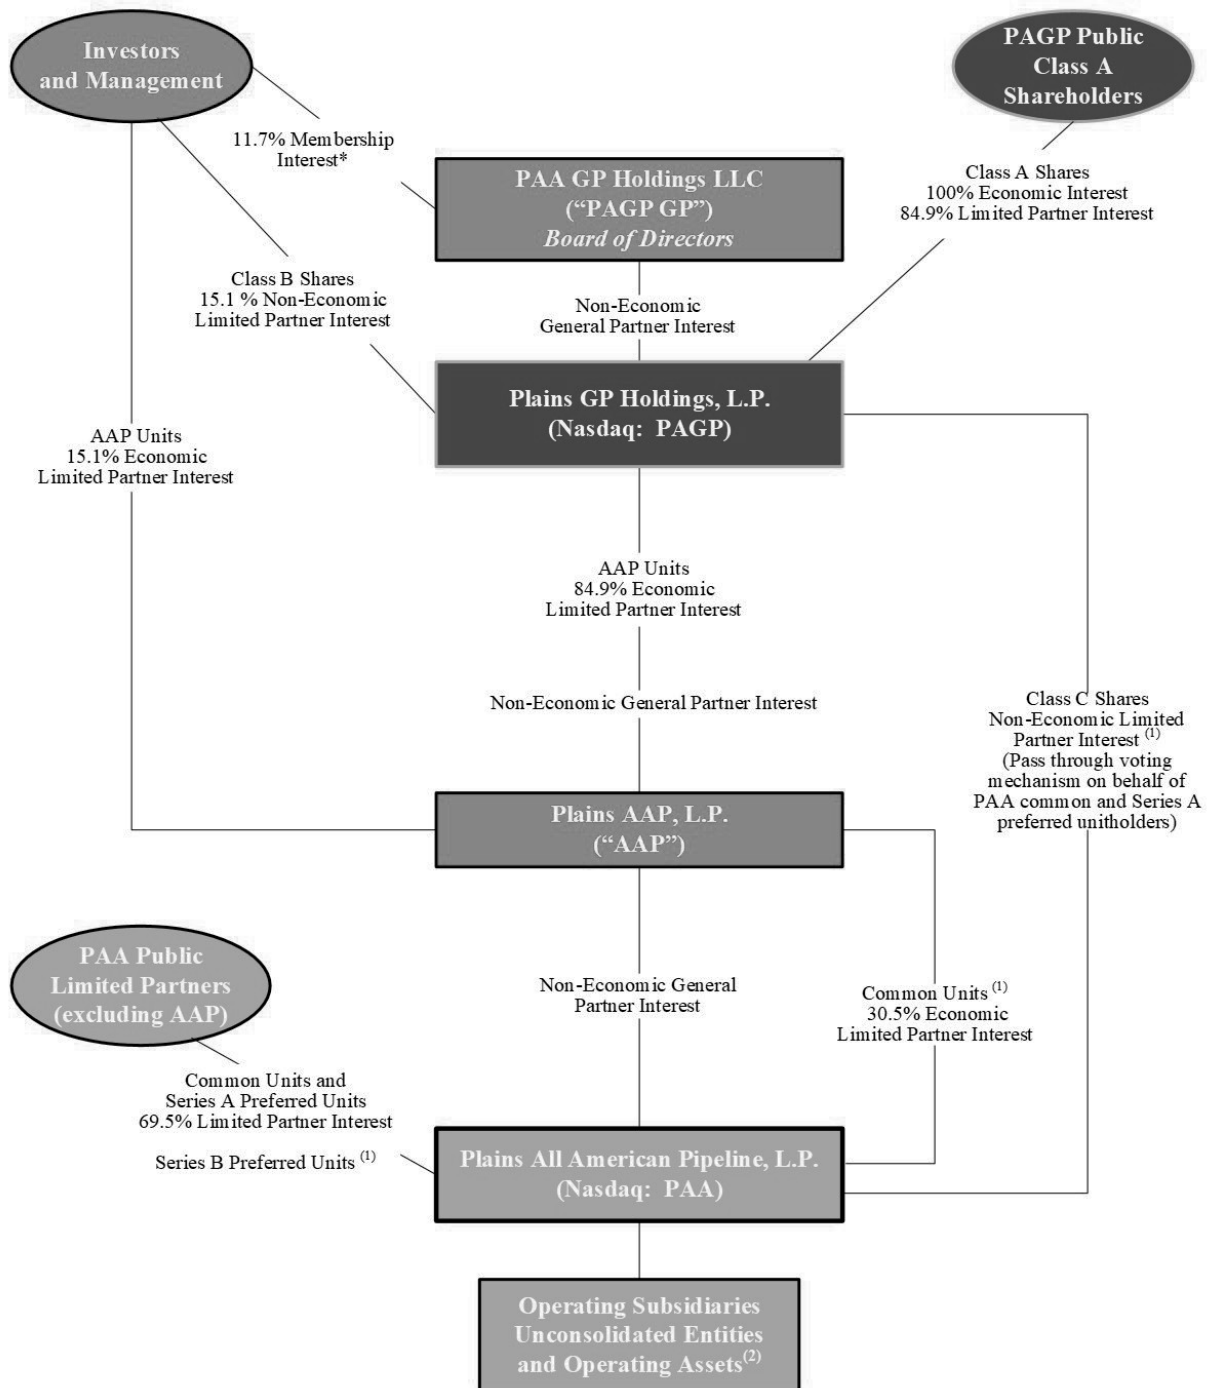 Investors
and Management
PAGP Public
Class A
Shareholders
11.7% Membership
Interest*
PAA GP Holdings LLC
(“PAGP GP”)
Board of Directors
Class A Shares
100% Economic Interest
84.9% Limited Partner Interest
Class B Shares
15.1 % Non-Economic
Limited Partner Interest
Non-Economic
General Partner Interest
Plains GP Holdings, L.P.
(Nasdaq: PAGP)
AAP Units
15.1% Economic
Limited Partner Interest
AAP Units
84.9% Economic
Limited Partner Interest
Non-Economic General Partner Interest
Class C Shares
Non-Economic Limited
Partner Interest (1)
(Pass through voting
mechanism on behalf of
PAA common and Series A
preferred unitholders)
Plains AAP, L.P.
(“AAP”)
PAA Public
Limited Partners
(excluding AAP)
Non-Economic General
Partner Interest
Common Units (1)
30.5% Economic
Limited Partner Interest
Common Units and
Series A Preferred Units
69.5% Limited Partner Interest
Series B Preferred Units (1)
Plains All American Pipeline, L.P.
(Nasdaq: PAA)
Operating Subsidiaries
Unconsolidated Entities
and Operating Assets(2)